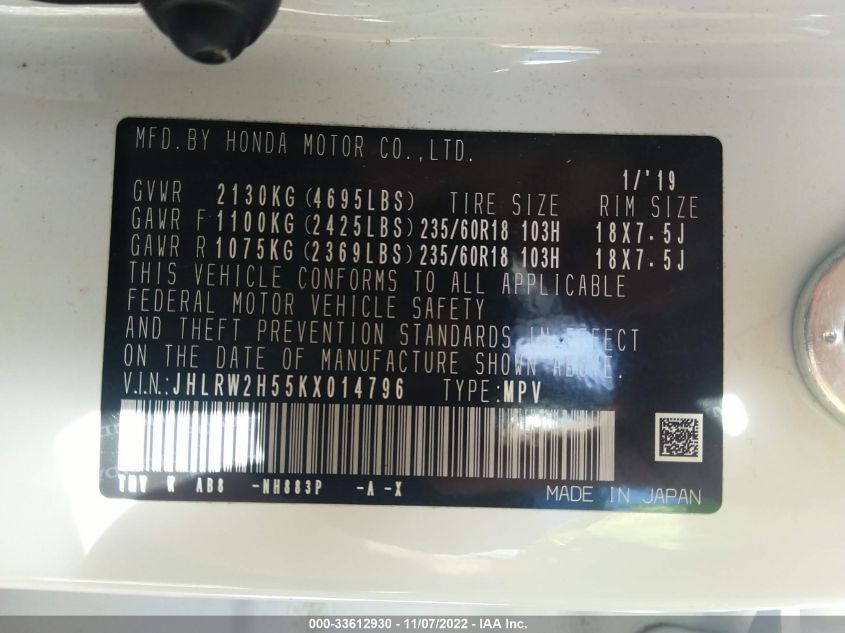 MFD.BY HONDA MOTOR CO.,LTD.
1/'19
GVWR 2130KG(4695LBS) TIRE SIZE RIM SIZE
GAWR F 1100KG(2425LBS) 235/60R18 103H 18X7.5J
GAWR R 1075KG(2369LBS) 235/60R18 103H 18X7.5J
THIS VEHICLE CONFORMS TO ALL APPLICABLE
FEDERAL MOTOR VEHICLE SAFETY
AND THEFT PREVENTION STANDARDS IN EFFECT
ON THE DATE OF MANUFACTURE SHOWN ABOVE.
V.I.N.:JHLRW2H55KX014796 TYPE:MPV
K AB8 -NH883P -A -X MADE IN JAPAN
000-33612930 - 11/07/2022 - IAA Inc.